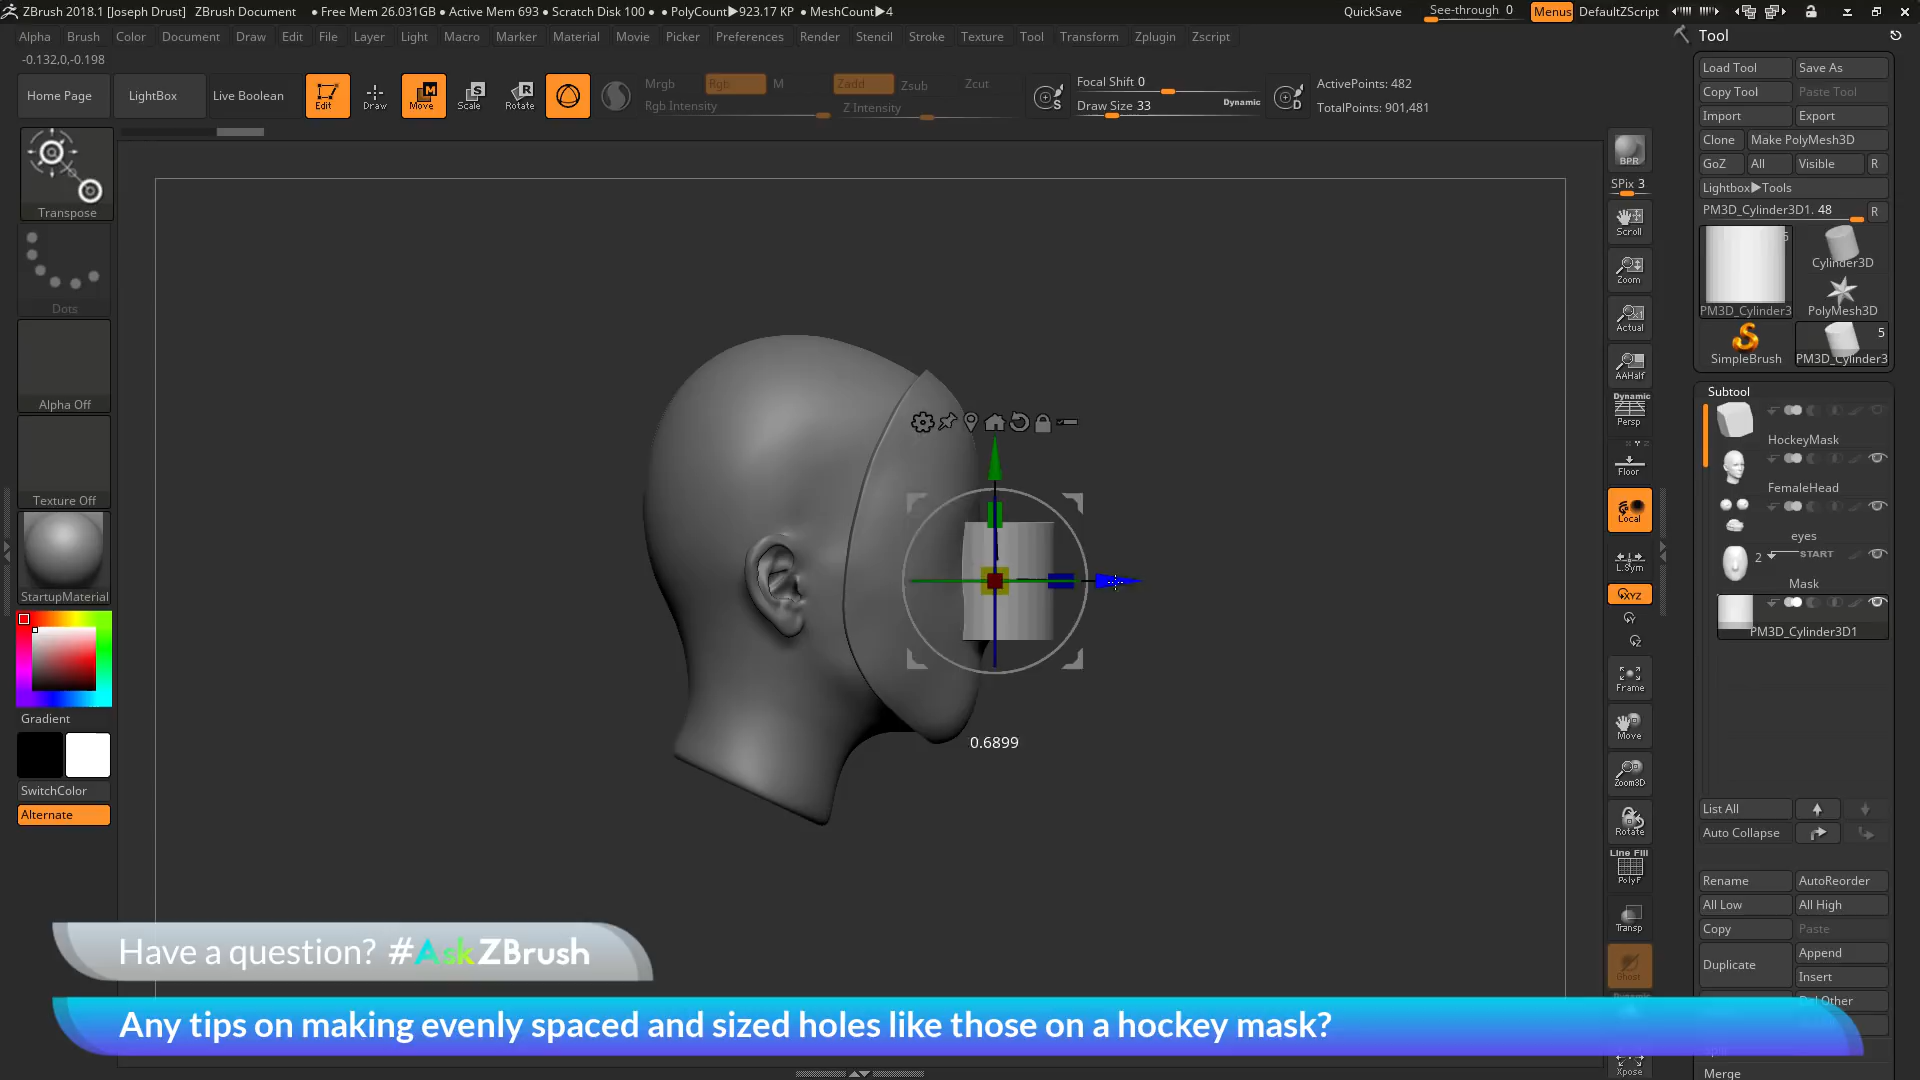 ZBrush 2018.1 [Joseph Drust] ZBrush Document • Free Mem 26.031GB • Active Mem 693 • Scratch Disk 100 • PolyCount▶923.17 KP • MeshCount▶4 QuickSave See-through 0 Menus DefaultZScript
Alpha Brush Color Document Draw Edit File Layer Light Macro Marker Material Movie Picker Preferences Render Stencil Stroke Texture Tool Transform Zplugin Zscript
-0.132,0,-0.198
Home Page LightBox Live Boolean Edit Draw Move Scale Rotate
Mrgb Rgb M Zadd Zsub Zcut
Rgb Intensity Z Intensity
Focal Shift 0
Draw Size 33 Dynamic
ActivePoints: 482
TotalPoints: 901,481
Transpose
Dots
Alpha Off
Texture Off
StartupMaterial
Gradient
SwitchColor
Alternate
0.6899
BPR
SPix 3
Scroll
Zoom
Actual
AAHalf
Dynamic
Persp
Floor
Local
L.Sym
XYZ
Frame
Move
Zoom3D
Rotate
Line Fill
PolyF
Transp
Ghost
Xpose
Tool
Load Tool Save As
Copy Tool Paste Tool
Import Export
Clone Make PolyMesh3D
GoZ All Visible R
Lightbox▶Tools
PM3D_Cylinder3D1. 48 R
Cylinder3D
PM3D_Cylinder3 PolyMesh3D
5
SimpleBrush PM3D_Cylinder3
Subtool
HockeyMask
FemaleHead
eyes
2 START
Mask
PM3D_Cylinder3D1
List All
Auto Collapse
Rename AutoReorder
All Low All High
Copy Paste
Duplicate Append
Insert
Del Other
Merge
Have a question? #AskZBrush
Any tips on making evenly spaced and sized holes like those on a hockey mask?